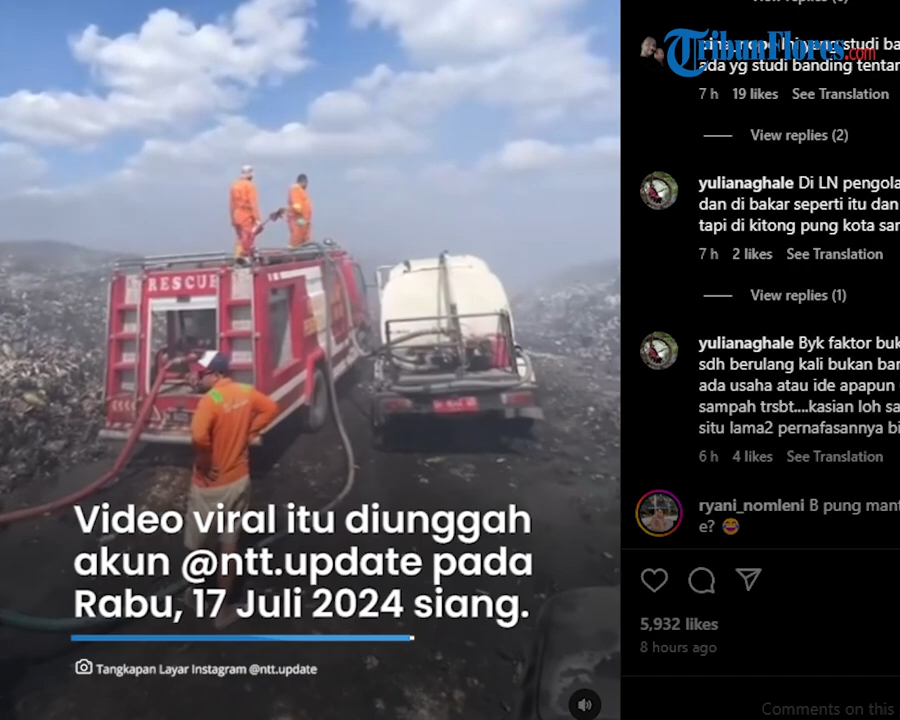 RESCUE
Video viral itu diunggah
akun @ntt.update pada
Rabu, 17 Juli 2024 siang.
Tangkapan Layar Instagram @ntt.update
TribunFlores.com
studi ba
ada yg studi banding tentan
7 h 19 likes See Translation
View replies (2)
yulianaghale Di LN pengola
dan di bakar seperti itu dan
tapi di kitong pung kota sam
7 h 2 likes See Translation
View replies (1)
yulianaghale Byk faktor buk
sdh berulang kali bukan ban
ada usaha atau ide apapun
sampah trsbt....kasian loh sa
situ lama2 pernafasannya bi
6 h 4 likes See Translation
ryani_nomleni B pung mant
e? 😂
5,932 likes
8 hours ago
Comments on this